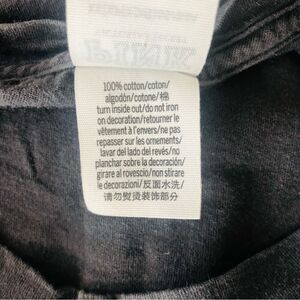 100% cotton/coton/
algodón/cotone/棉
turn inside out/do not iron
on decoration/retourner le
vêtement à l'envers/ne pas
repasser sur les ornements/
lavar del lado del revés/no
planchar sobre la decoración/
girare al rovescio/non stirare
le decorazioni/反面水洗/
请勿熨烫装饰部分